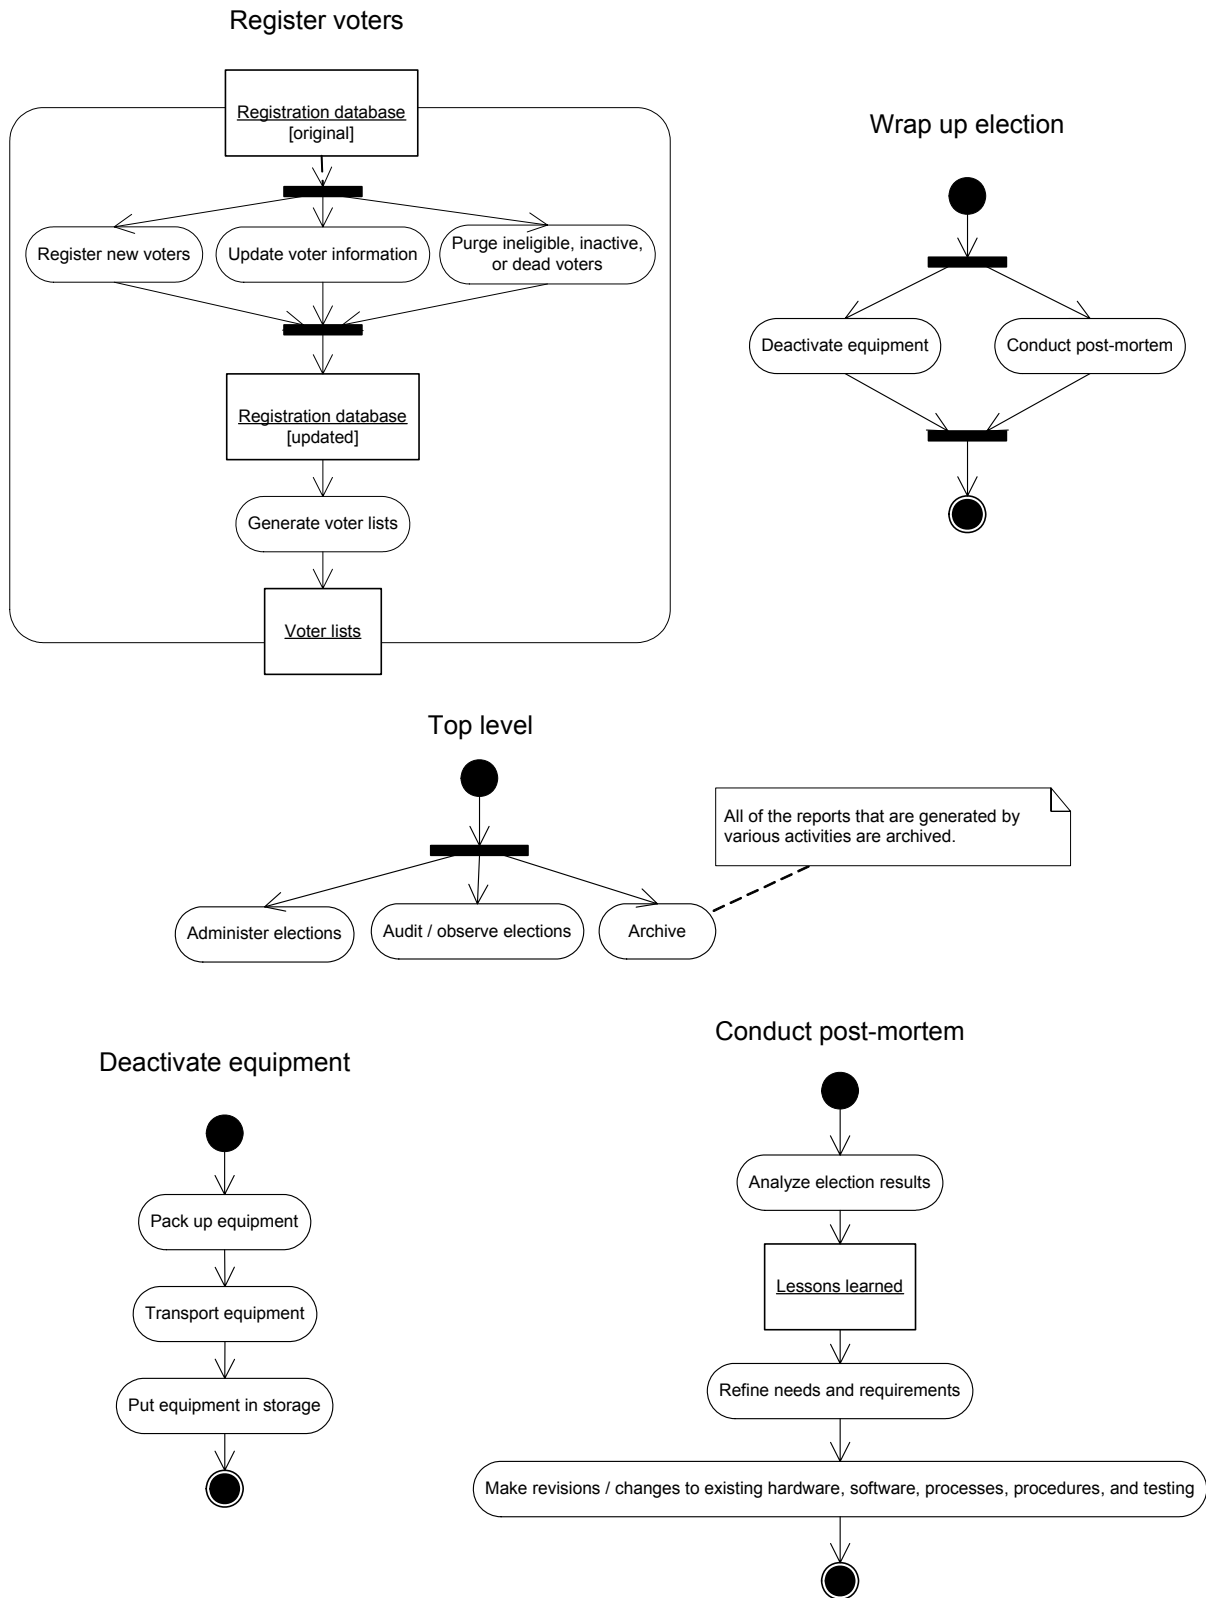 Register voters
Registration database
[original]
Register new voters
Update voter information
Purge ineligible, inactive,
or dead voters
Registration database
[updated]
Generate voter lists
Voter lists
Wrap up election
Deactivate equipment
Conduct post-mortem
Top level
All of the reports that are generated by
various activities are archived.
Administer elections
Audit / observe elections
Archive
Deactivate equipment
Pack up equipment
Transport equipment
Put equipment in storage
Conduct post-mortem
Analyze election results
Lessons learned
Refine needs and requirements
Make revisions / changes to existing hardware, software, processes, procedures, and testing